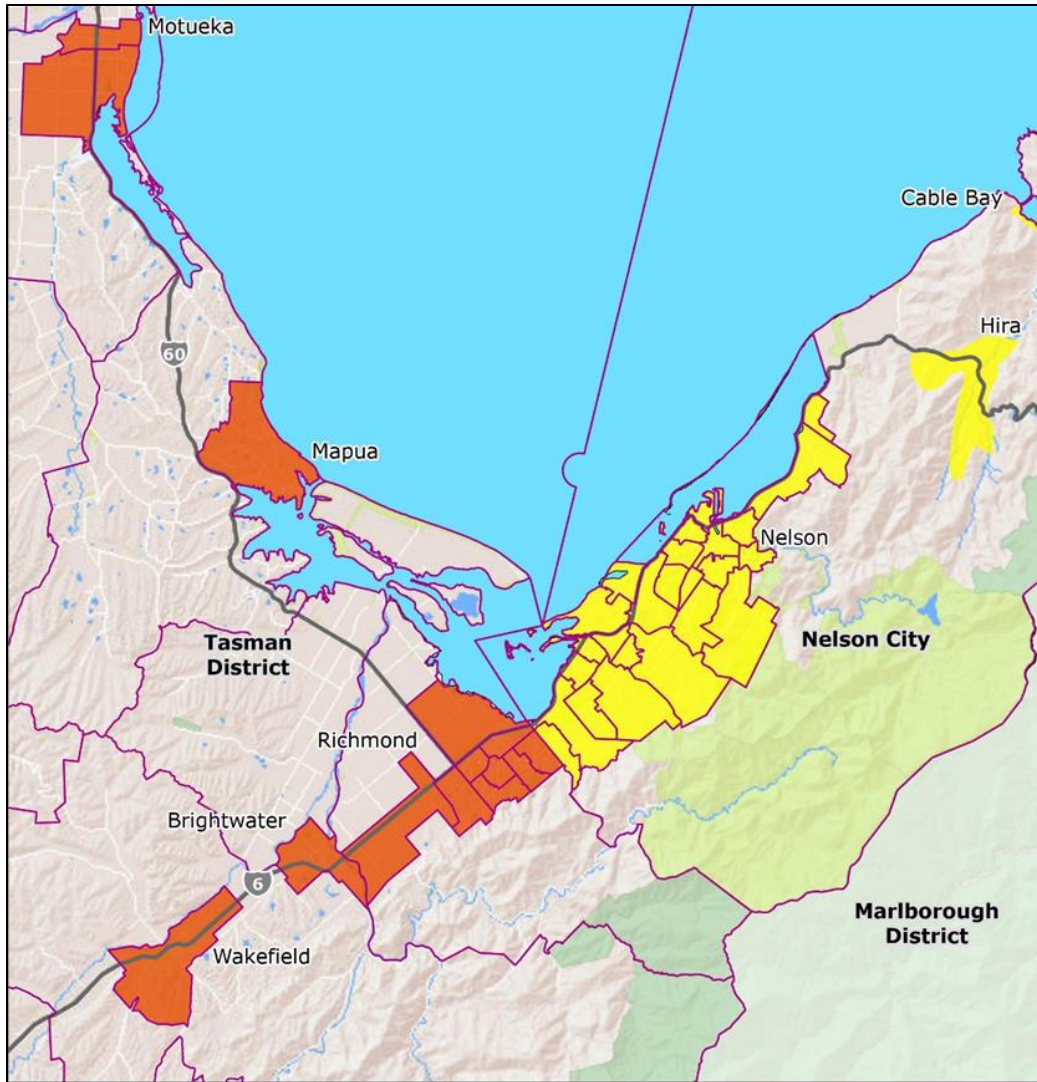 Motueka
Cable Bay
Hira
60
Mapua
Nelson
Tasman
District
Nelson City
Richmond
Brightwater
6
Marlborough
District
Wakefield